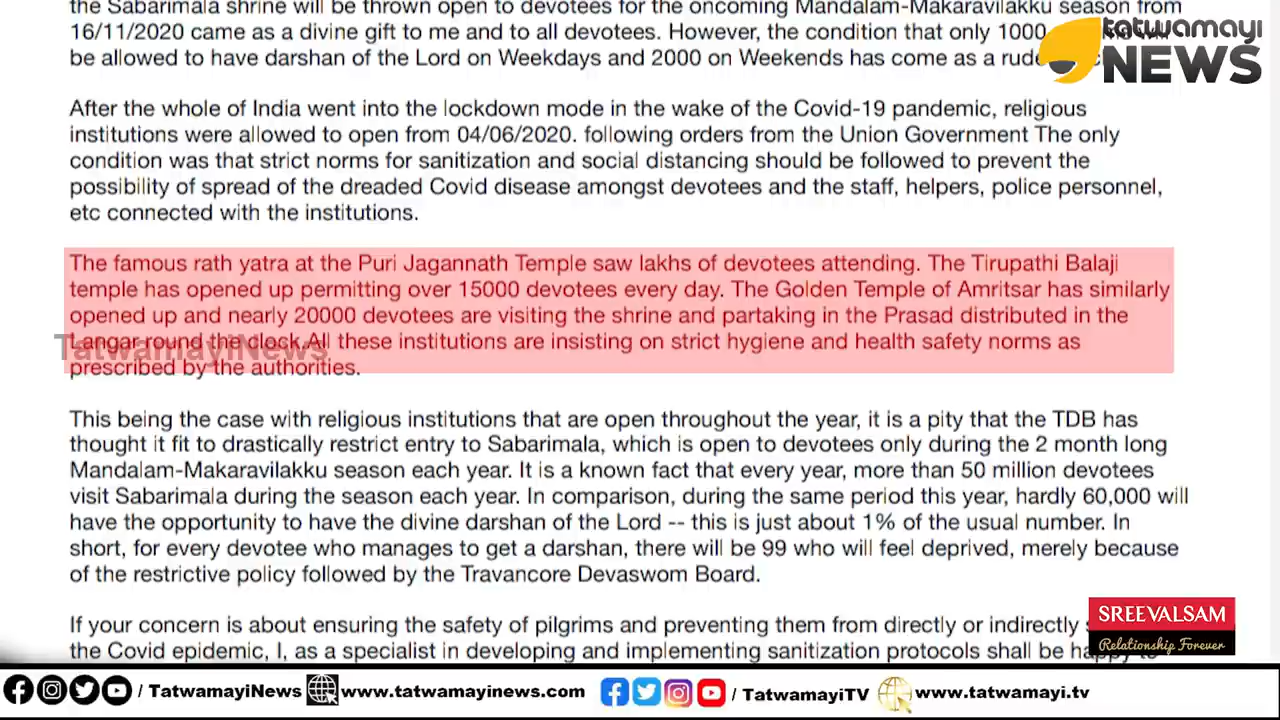 the Sabarimala shrine will be thrown open to devotees for the oncoming Mandalam-Makaravilakku season from
16/11/2020 came as a divine gift to me and to all devotees. However, the condition that only 1000
be allowed to have darshan of the Lord on Weekdays and 2000 on Weekends has come as a rude
tatwamayi
NEWS
After the whole of India went into the lockdown mode in the wake of the Covid-19 pandemic, religious
institutions were allowed to open from 04/06/2020. following orders from the Union Government The only
condition was that strict norms for sanitization and social distancing should be followed to prevent the
possibility of spread of the dreaded Covid disease amongst devotees and the staff, helpers, police personnel,
etc connected with the institutions.
The famous rath yatra at the Puri Jagannath Temple saw lakhs of devotees attending. The Tirupathi Balaji
temple has opened up permitting over 15000 devotees every day. The Golden Temple of Amritsar has similarly
opened up and nearly 20000 devotees are visiting the shrine and partaking in the Prasad distributed in the
Langar round the clock.All these institutions are insisting on strict hygiene and health safety norms as
TatwamayiNews
prescribed by the authorities.
This being the case with religious institutions that are open throughout the year, it is a pity that the TDB has
thought it fit to drastically restrict entry to Sabarimala, which is open to devotees only during the 2 month long
Mandalam-Makaravilakku season each year. It is a known fact that every year, more than 50 million devotees
visit Sabarimala during the season each year. In comparison, during the same period this year, hardly 60,000 will
have the opportunity to have the divine darshan of the Lord -- this is just about 1% of the usual number. In
short, for every devotee who manages to get a darshan, there will be 99 who will feel deprived, merely because
of the restrictive policy followed by the Travancore Devaswom Board.
If your concern is about ensuring the safety of pilgrims and preventing them from directly or indirectly
the Covid epidemic, I, as a specialist in developing and implementing sanitization protocols shall be happy to
SREEVALSAM
Relationship Forever
/ TatwamayiNews www.tatwamayinews.com / TatwamayiTV www.tatwamayi.tv